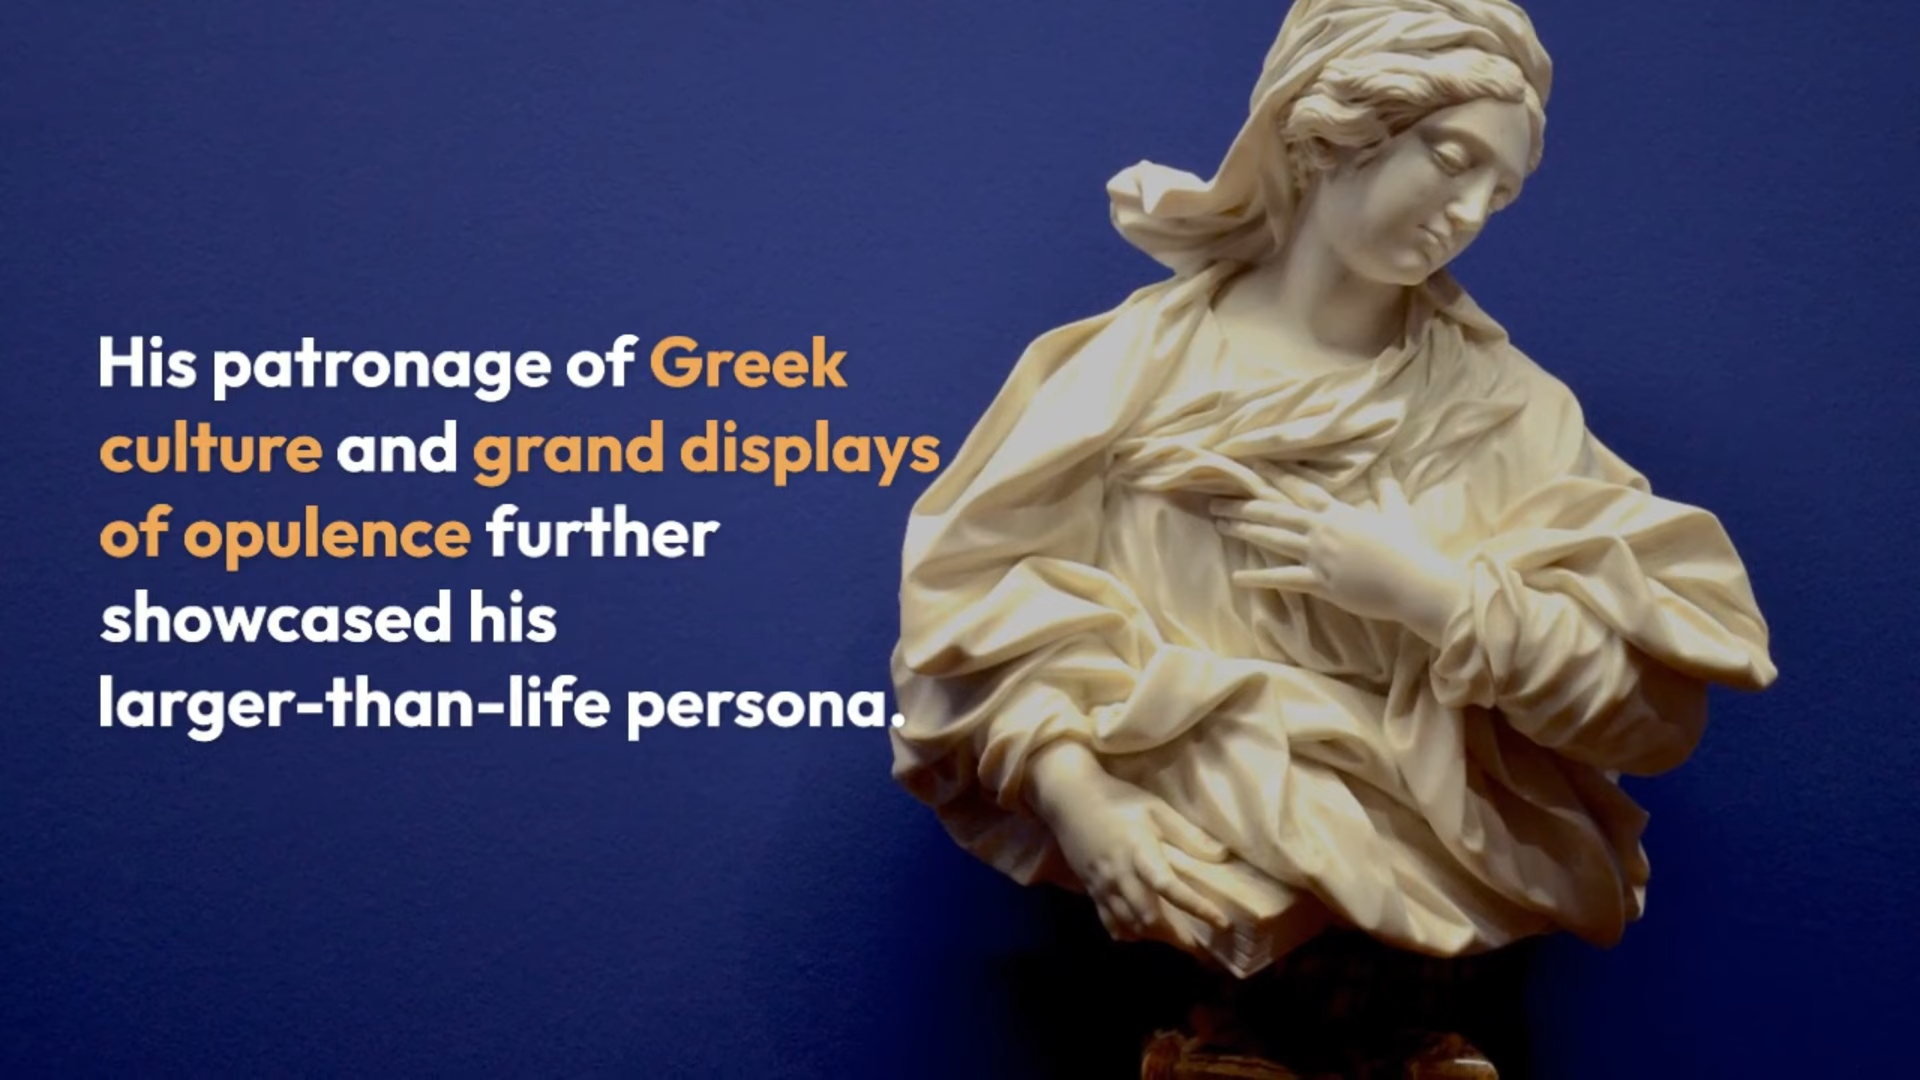 His patronage of Greek
culture and grand displays
of opulence further
showcased his
larger-than-life persona.